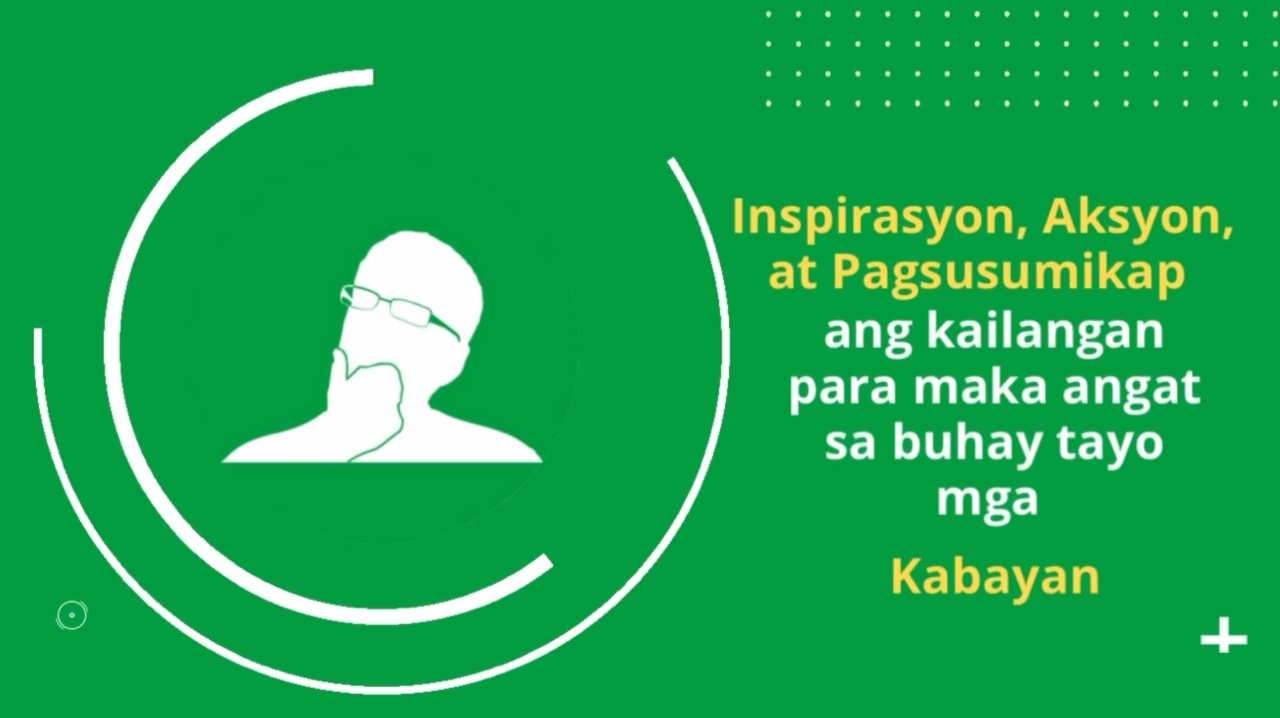 Inspirasyon, Aksyon,
at Pagsusumikap
ang kailangan
para maka angat
sa buhay tayo
mga
Kabayan